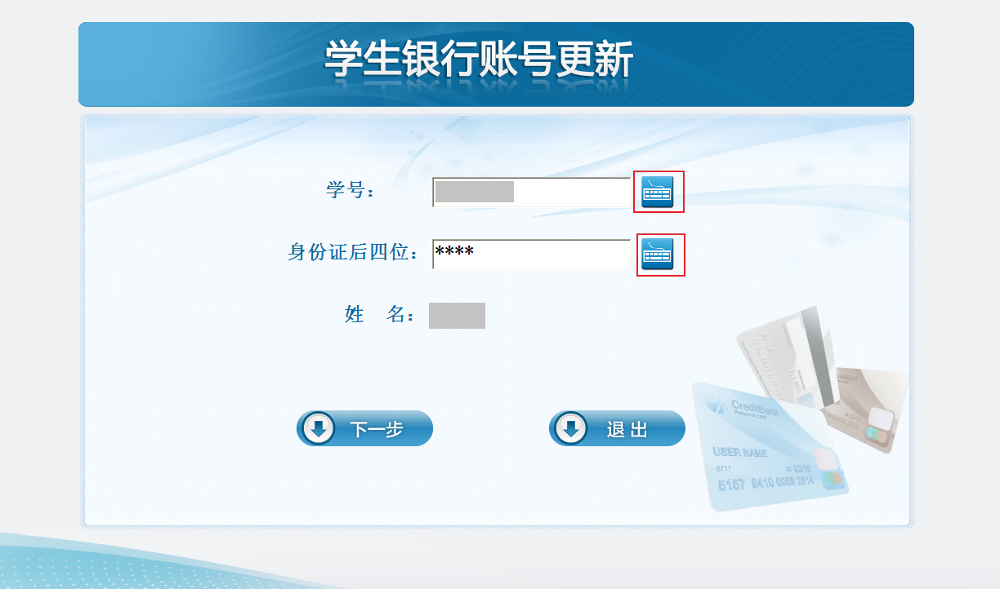 学生银行账号更新
学号：
身份证后四位： ****
姓 名：
CreditBank
Personal card
USER NAME
5717 02/10
5157 9410 0069 2614
下一步 退 出